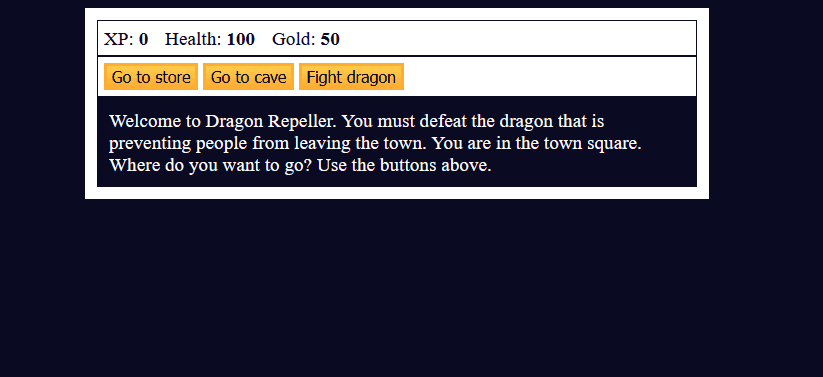 XP: 0 Health: 100 Gold: 50
Go to store Go to cave Fight dragon
Welcome to Dragon Repeller. You must defeat the dragon that is
preventing people from leaving the town. You are in the town square.
Where do you want to go? Use the buttons above.